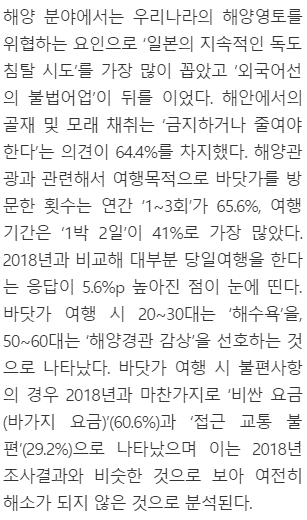 해양 분야에서는 우리나라의 해양영토를
위협하는 요인으로 '일본의 지속적인 독도
침탈 시도'를 가장 많이 꼽았고 '외국어선
의 불법어업'이 뒤를 이었다. 해안에서의
골재 및 모래 채취는 '금지하거나 줄여야
한다'는 의견이 64.4%를 차지했다. 해양관
광과 관련해서 여행목적으로 바닷가를 방
문한 횟수는 연간 '1~3회'가 65.6%, 여행
기간은 '1박 2일'이 41%로 가장 많았다.
2018년과 비교해 대부분 당일여행을 한다
는 응답이 5.6%p 높아진 점이 눈에 띤다.
바닷가 여행 시 20~30대는 '해수욕'을,
50~60대는 '해양경관 감상'을 선호하는 것
으로 나타났다. 바닷가 여행 시 불편사항
의 경우 2018년과 마찬가지로 '비싼 요금
(바가지 요금)'(60.6%)과 '접근 교통 불
편'(29.2%)으로 나타났으며 이는 2018년
조사결과와 비슷한 것으로 보아 여전히
해소가 되지 않은 것으로 분석된다.